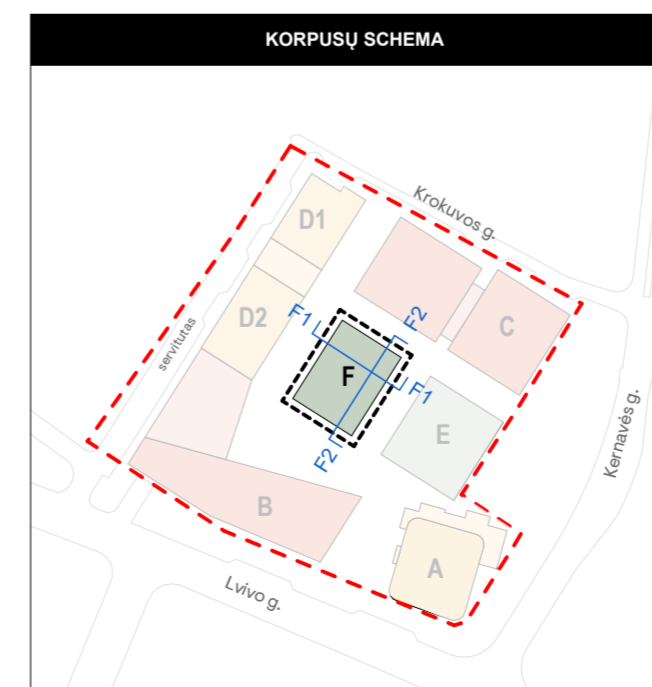 KORPUSŲ SCHEMA
Krokuvos g.
D1
D2
C
F1
F2
F
F1
F2
E
servitutas
Kernavės g.
B
A
Lvivo g.